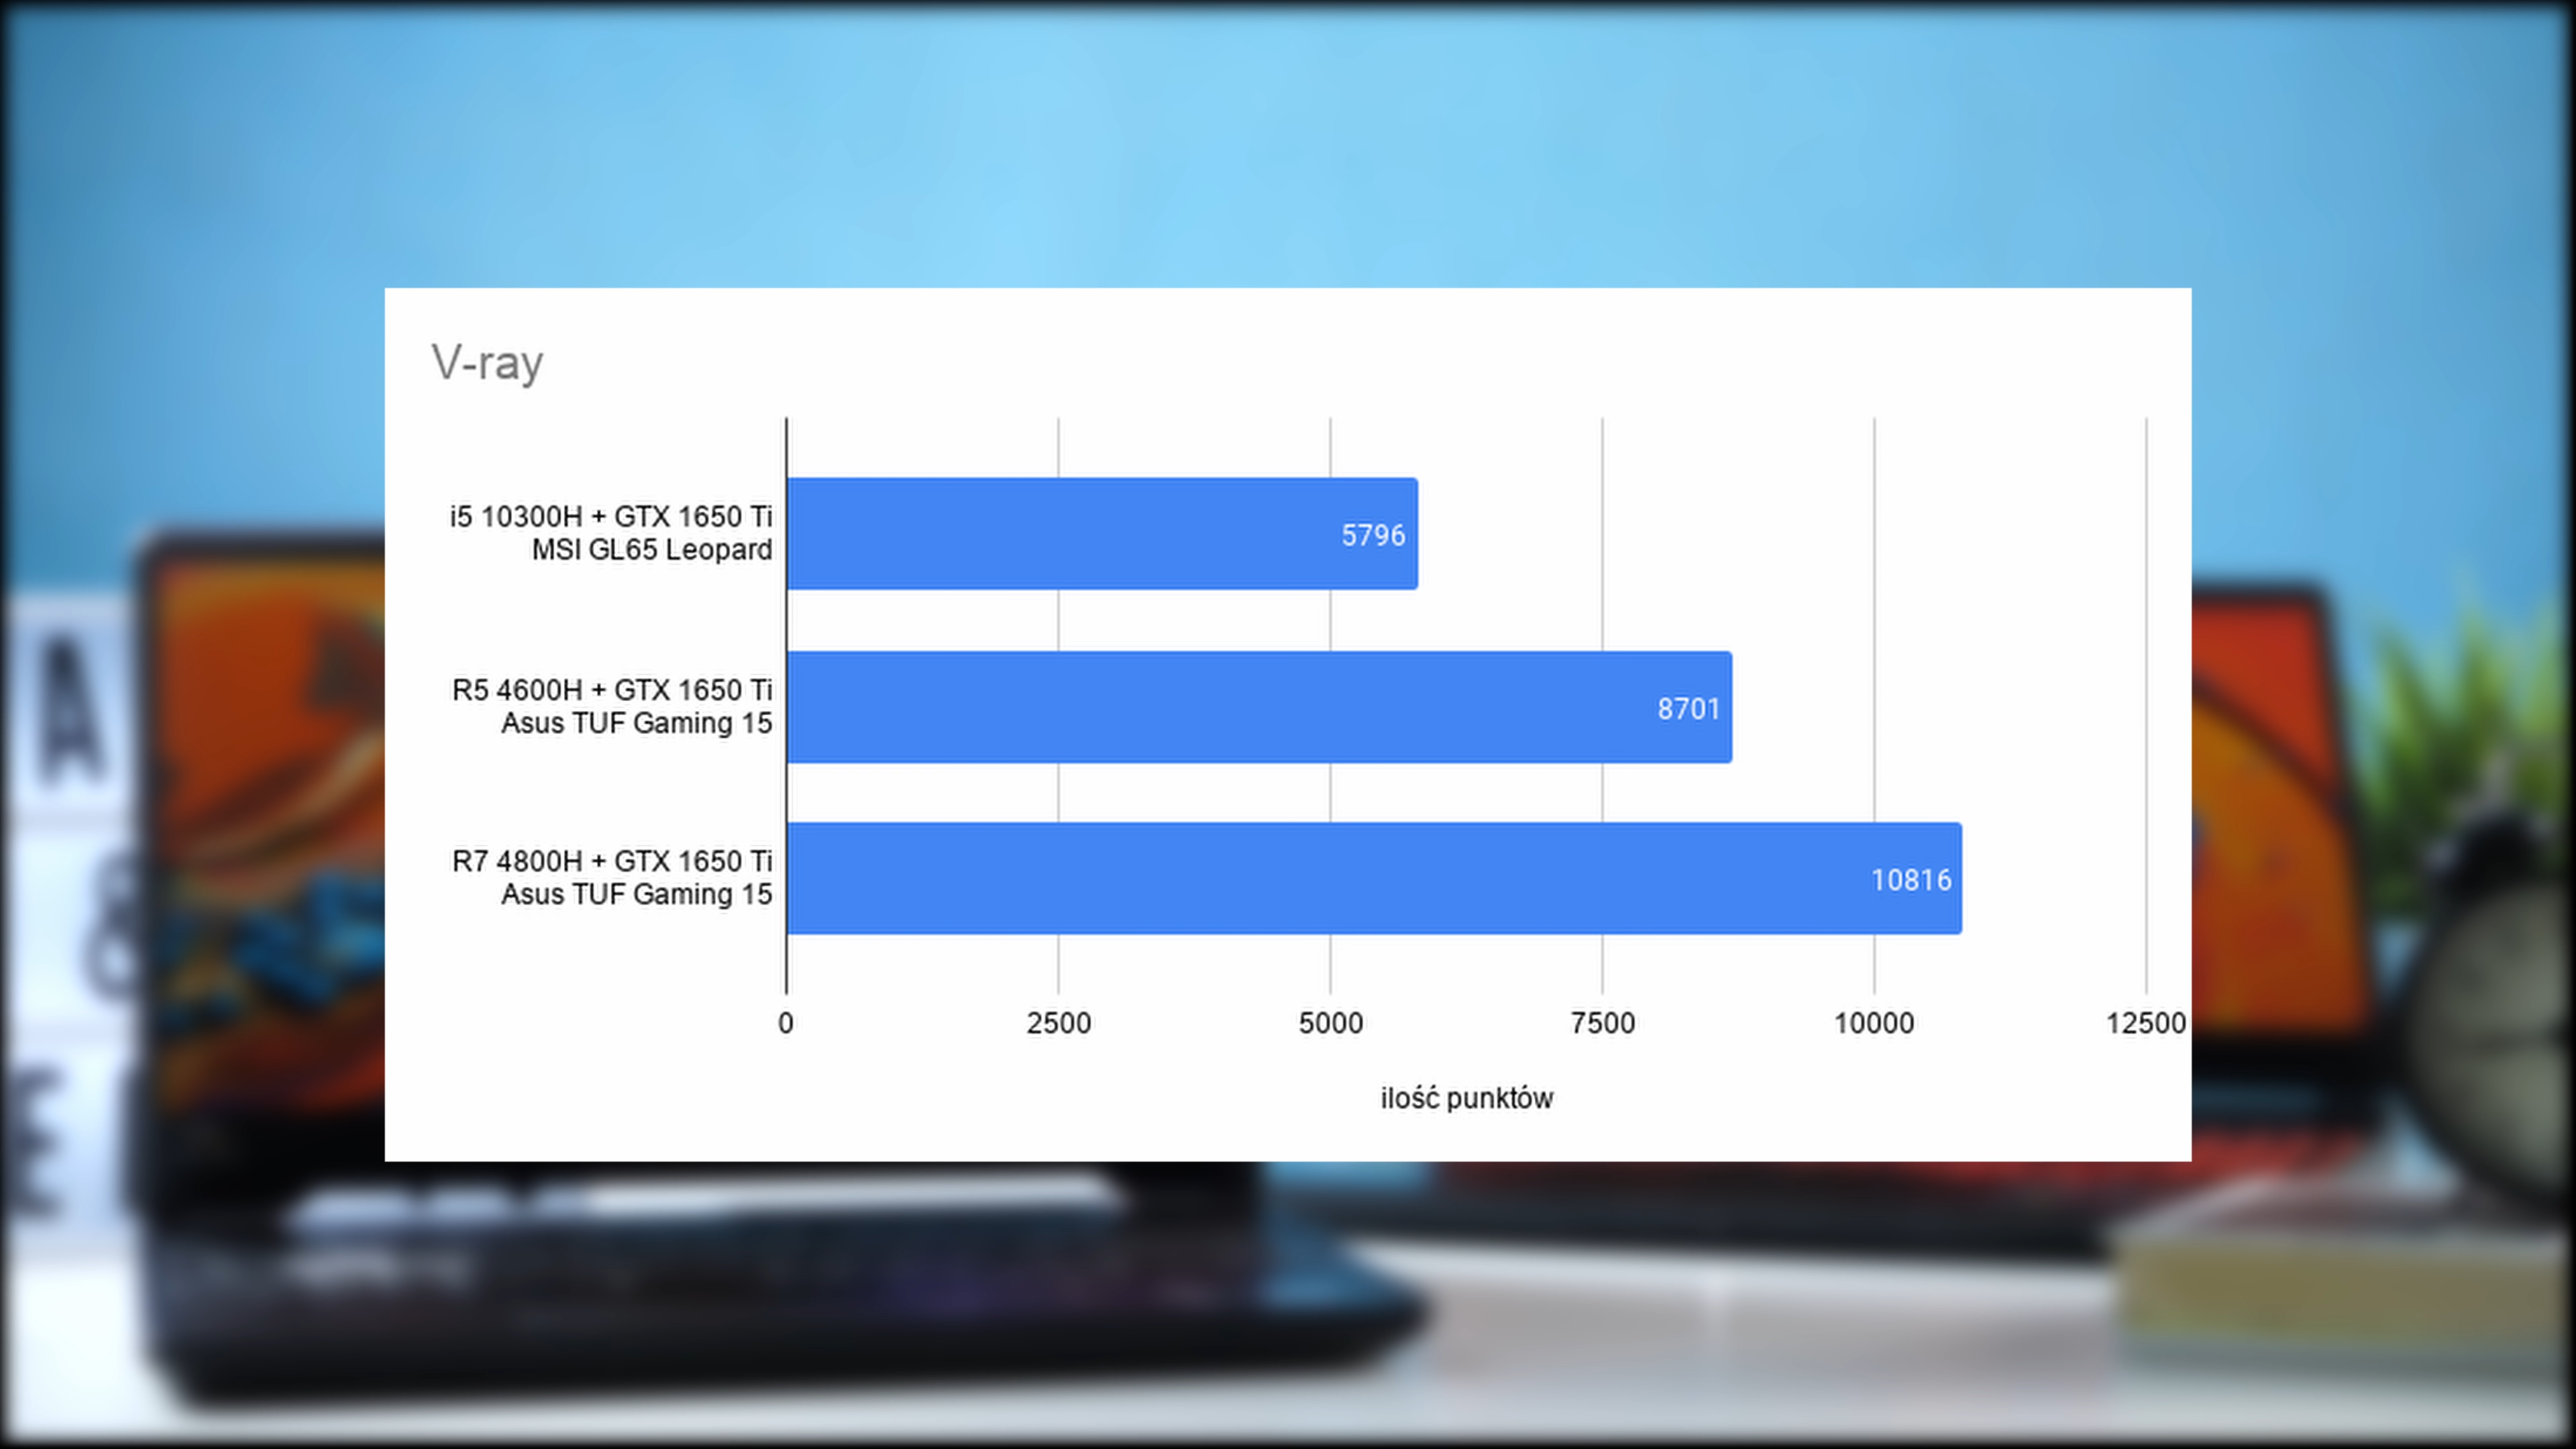 V-ray
i5 10300H + GTX 1650 Ti
MSI GL65 Leopard
5796
R5 4600H + GTX 1650 Ti
Asus TUF Gaming 15
8701
R7 4800H + GTX 1650 Ti
Asus TUF Gaming 15
10816
0 2500 5000 7500 10000 12500
ilość punktów
A
&
E